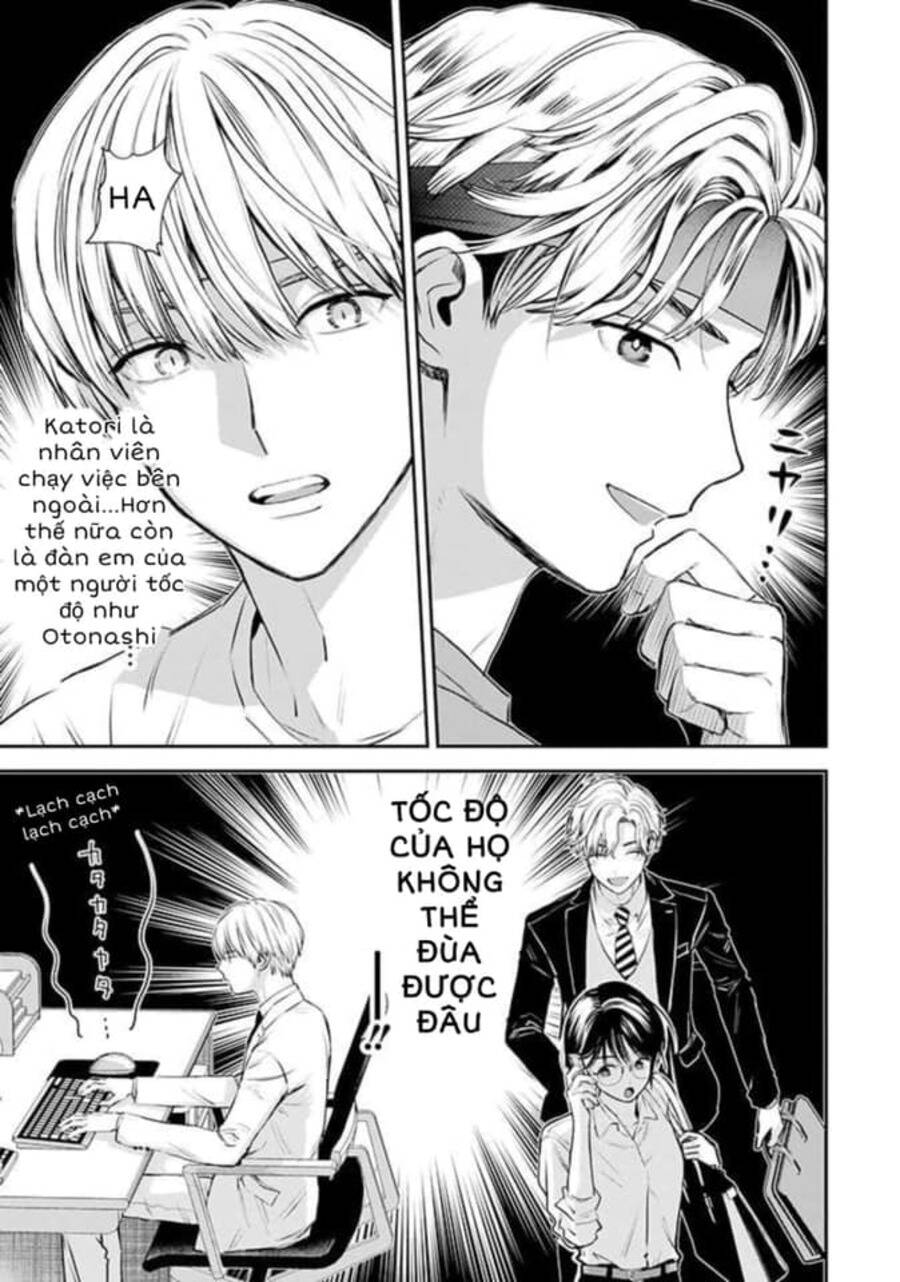 ニヤリ!!
HA
Katori là
nhân viên
chạy việc bên
ngoài...Hơn
thế nữa còn
là đàn em của
một người tốc
độ như
Otonashi
...
TỐC ĐỘ
CỦA HỌ
KHÔNG
THỂ
ĐÙA
ĐƯỢC
ĐÂU
!!
*Lạch cạch
lạch cạch*
カタカタカタ...